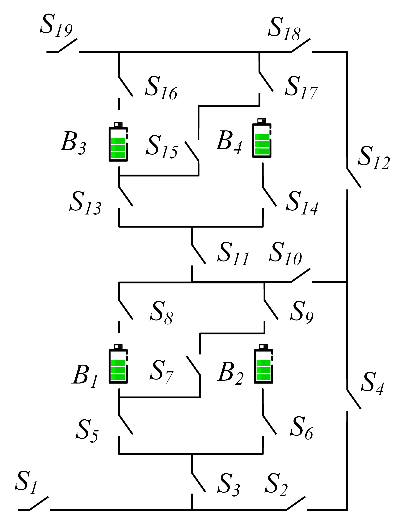 S19 S18
S16 S17
B3 S15 B4 S12
S13 S14
S11 S10
S8 S9
B1 S7 B2 S4
S5 S6
S1 S3 S2